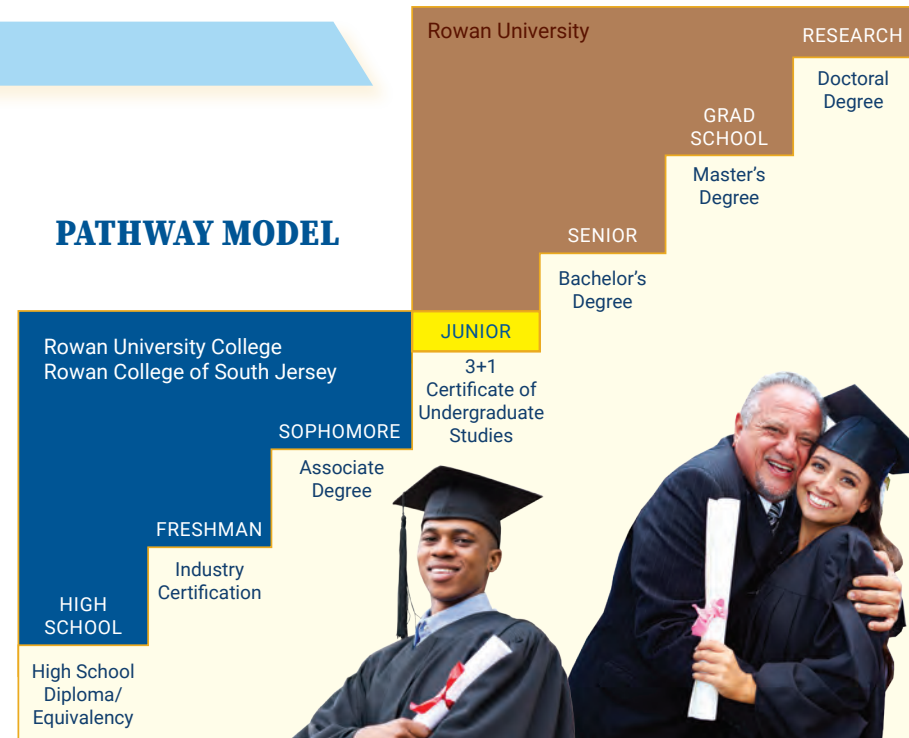 Rowan University
RESEARCH
Doctoral
Degree
GRAD
SCHOOL
Master's
Degree
PATHWAY MODEL
SENIOR
Bachelor's
Degree
JUNIOR
3+1
Certificate of
Undergraduate
Studies
Rowan University College
Rowan College of South Jersey
SOPHOMORE
Associate
Degree
FRESHMAN
Industry
Certification
HIGH
SCHOOL
High School
Diploma/
Equivalency